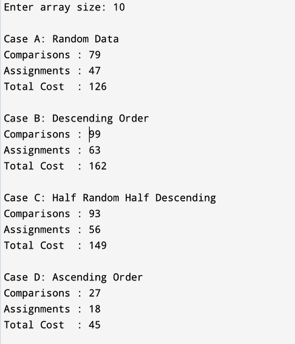 Enter array size: 10
Case A: Random Data
Comparisons : 79
Assignments : 47
Total Cost  : 126
Case B: Descending Order
Comparisons : 99
Assignments : 63
Total Cost  : 162
Case C: Half Random Half Descending
Comparisons : 93
Assignments : 56
Total Cost  : 149
Case D: Ascending Order
Comparisons : 27
Assignments : 18
Total Cost  : 45